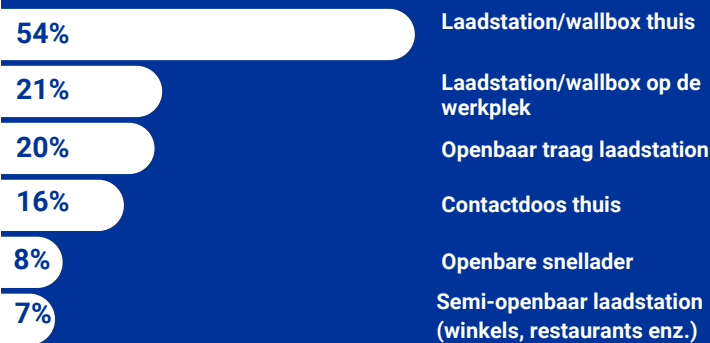 54%
Laadstation/wallbox thuis
21%
Laadstation/wallbox op de
werkplek
20%
Openbaar traag laadstation
16%
Contactdoos thuis
8%
Openbare snellader
7%
Semi-openbaar laadstation
(winkels, restaurants enz.)